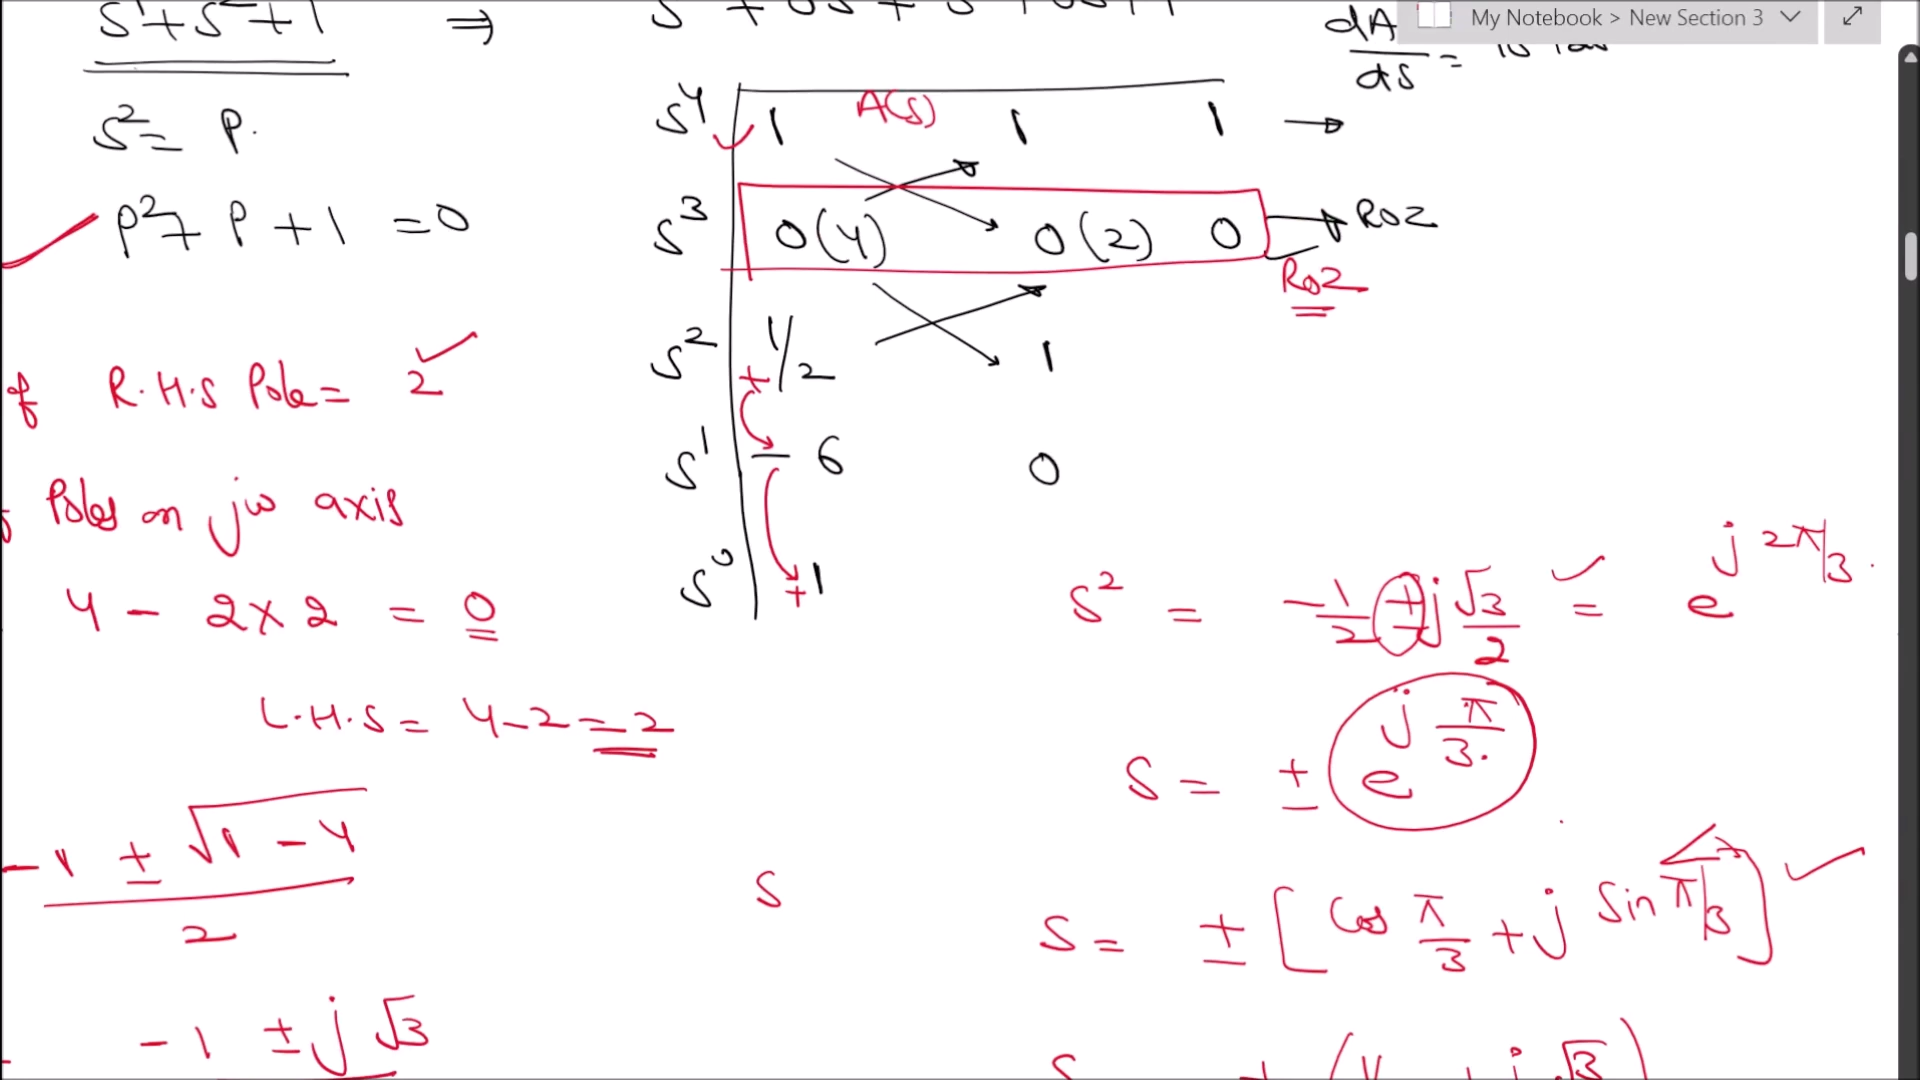 My Notebook > New Section 3
s⁴+s²+1 ⇒
dA/ds =
s² = p.
p²+p+1 = 0
s⁴ | 1 A(s) 1 1 →
s³ | 0(4) 0(2) 0 → ROZ
ROZ
s² | +1/2 1
s¹ | -6 0
s⁰ | +1
of R.H.S Pole = 2 ✓
Poles on jω axis
4 - 2×2 = 0
L.H.S = 4-2 = 2
-1 ± √1-4
2
-1 ± j√3
s² = -1/2 ± j√3/2 ✓ = e^j2π/3.
s = ± e^jπ/3.
s
s = ± [Cos π/3 + j Sin π/3] ✓